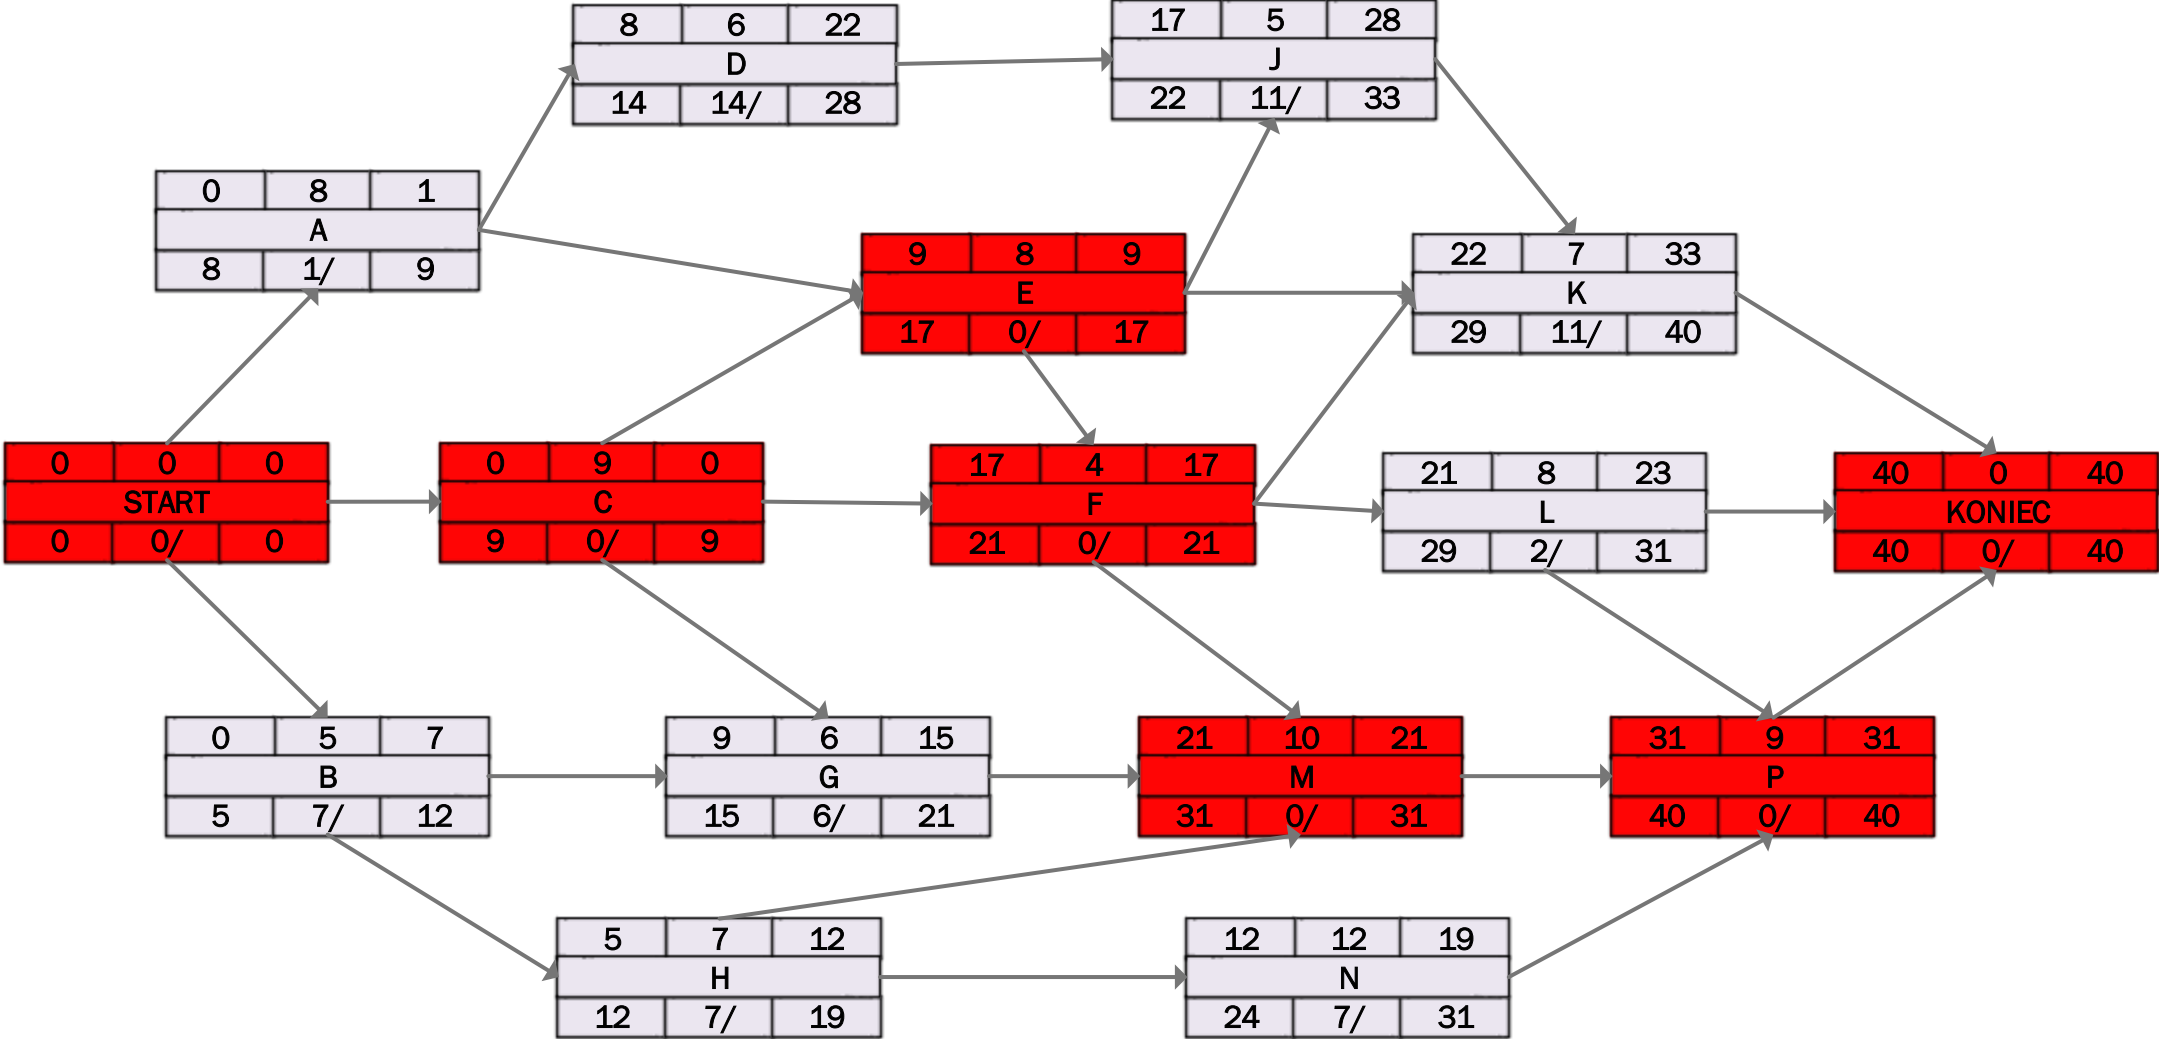 8 6 22
D
14 14/ 28
17 5 28
J
22 11/ 33
0 8 1
A
8 1/ 9
9 8 9
E
17 0/ 17
22 7 33
K
29 11/ 40
0 0 0
START
0 0/ 0
0 9 0
C
9 0/ 9
17 4 17
F
21 0/ 21
21 8 23
L
29 2/ 31
40 0 40
KONIEC
40 0/ 40
0 5 7
B
5 7/ 12
9 6 15
G
15 6/ 21
21 10 21
M
31 0/ 31
31 9 31
P
40 0/ 40
5 7 12
H
12 7/ 19
12 12 19
N
24 7/ 31